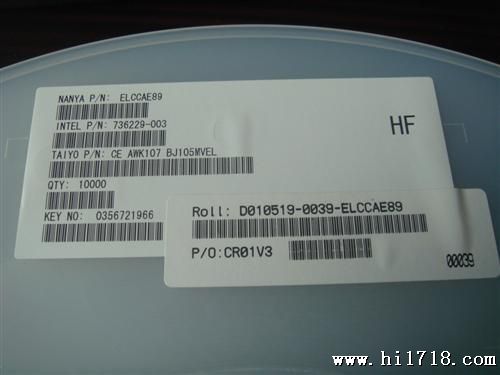 NANYA P/N: ELCCAE89
INTEL P/N: 736229-003
HF
TAIYO P/N: CE AWK107 BJ105MVEL
QTY: 10000
KEY NO: 0356721966
Roll: D010519-0039-ELCCAE89
P/O:CR01V3
00039
www.hi1718.com